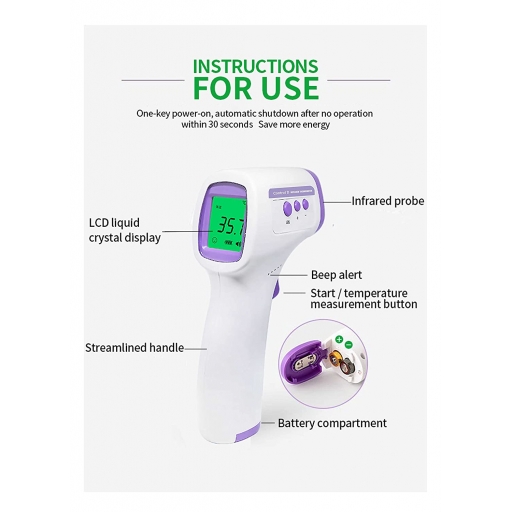 INSTRUCTIONS
FOR USE
One-key power-on, automatic shutdown after no operation
within 30 seconds Save more energy
Infrared probe
35.7
LCD liquid
crystal display
Beep alert
Start / temperature
measurement button
Streamlined handle
+ -
Battery compartment